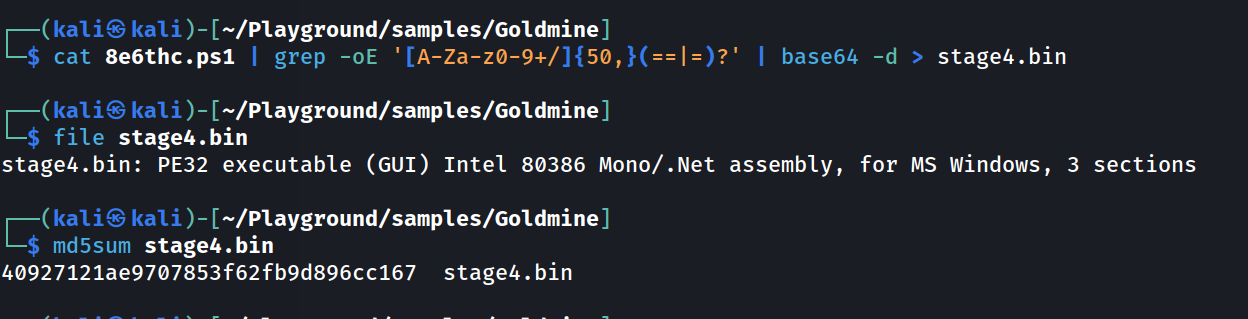 ┌──(kali㉿kali)-[~/Playground/samples/Goldmine]
└─$ cat 8e6thc.ps1 | grep -oE '[A-Za-z0-9+/]{50,}(==|=)?' | base64 -d > stage4.bin
┌──(kali㉿kali)-[~/Playground/samples/Goldmine]
└─$ file stage4.bin
stage4.bin: PE32 executable (GUI) Intel 80386 Mono/.Net assembly, for MS Windows, 3 sections
┌──(kali㉿kali)-[~/Playground/samples/Goldmine]
└─$ md5sum stage4.bin
40927121ae9707853f62fb9d896cc167  stage4.bin